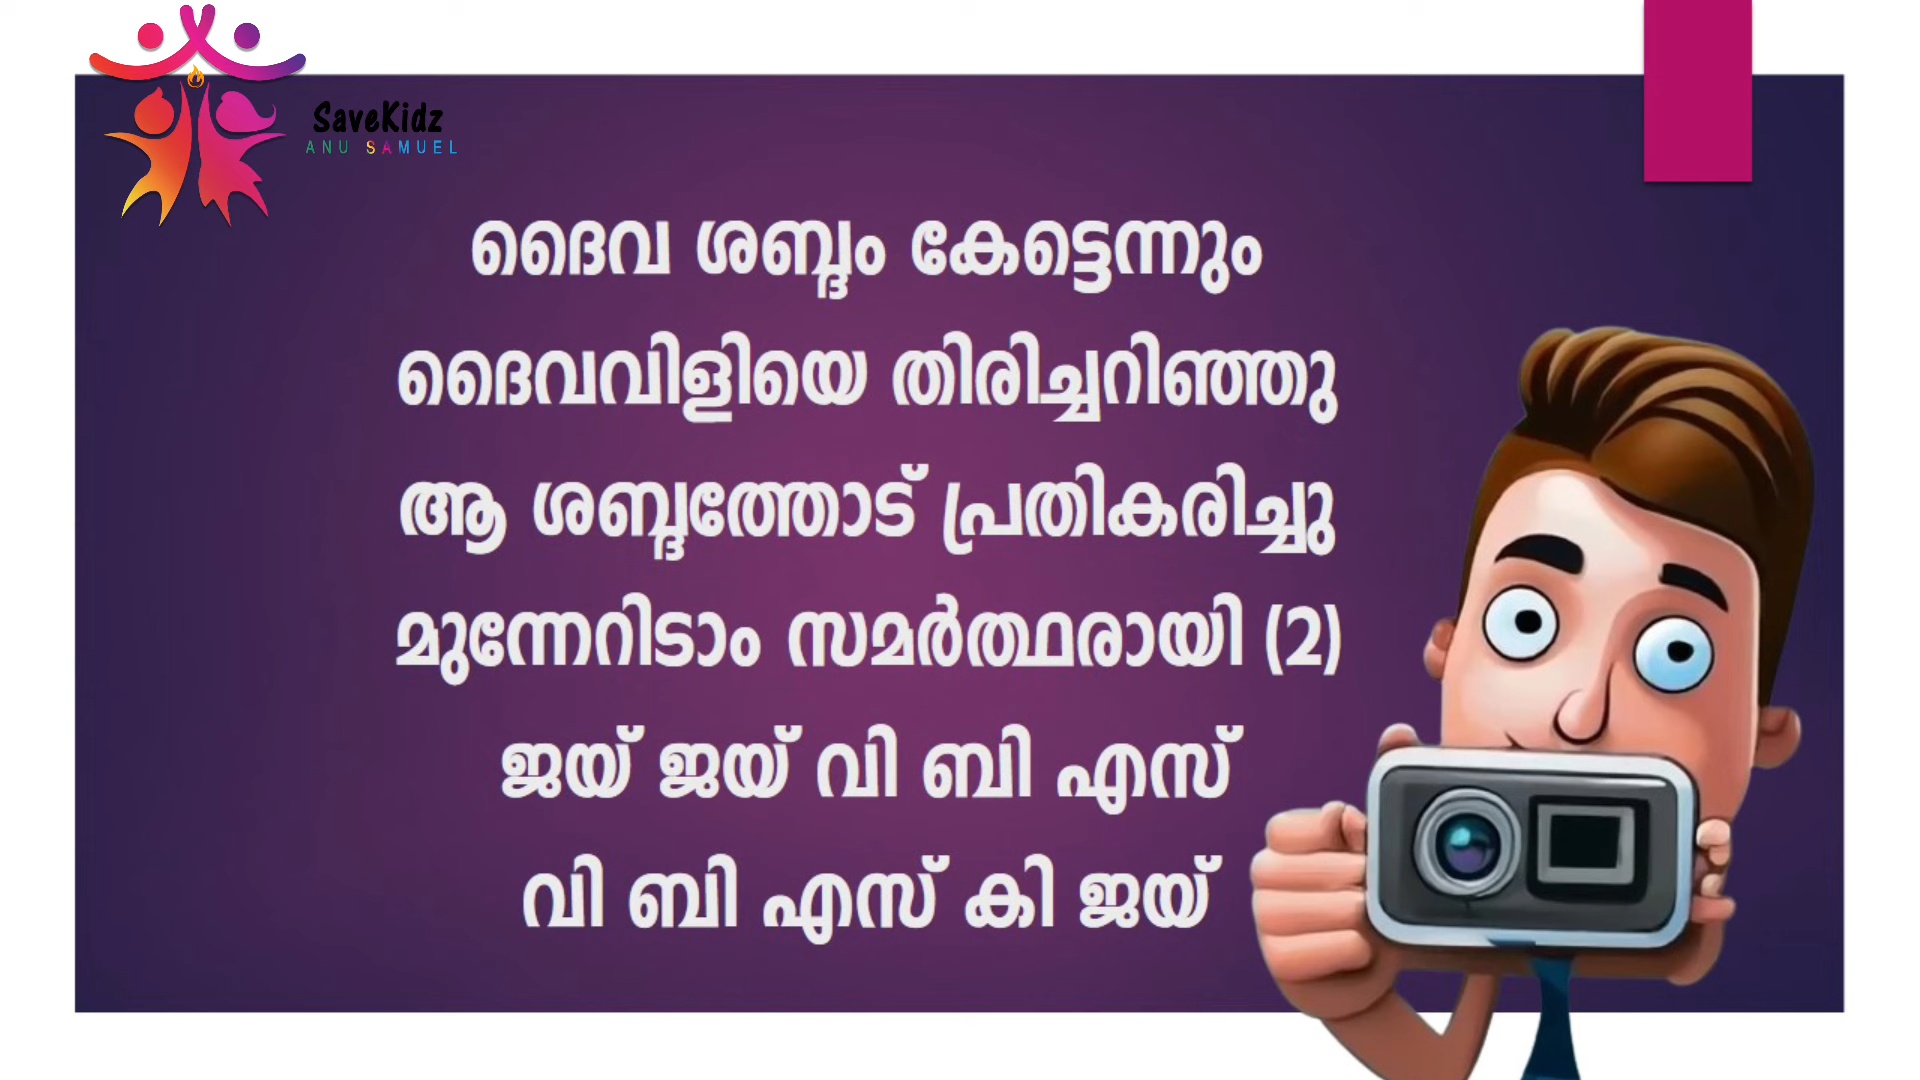 SaveKidz
ANU SAMUEL
ദൈവ ശബ്ദം കേട്ടെന്നും
ദൈവവിളിയെ തിരിച്ചറിഞ്ഞു
ആ ശബ്ദത്തോട് പ്രതികരിച്ചു
മുന്നേറിടാം സമർത്ഥരായി (2)
ജയ് ജയ് വി ബി എസ്
വി ബി എസ് കി ജയ്